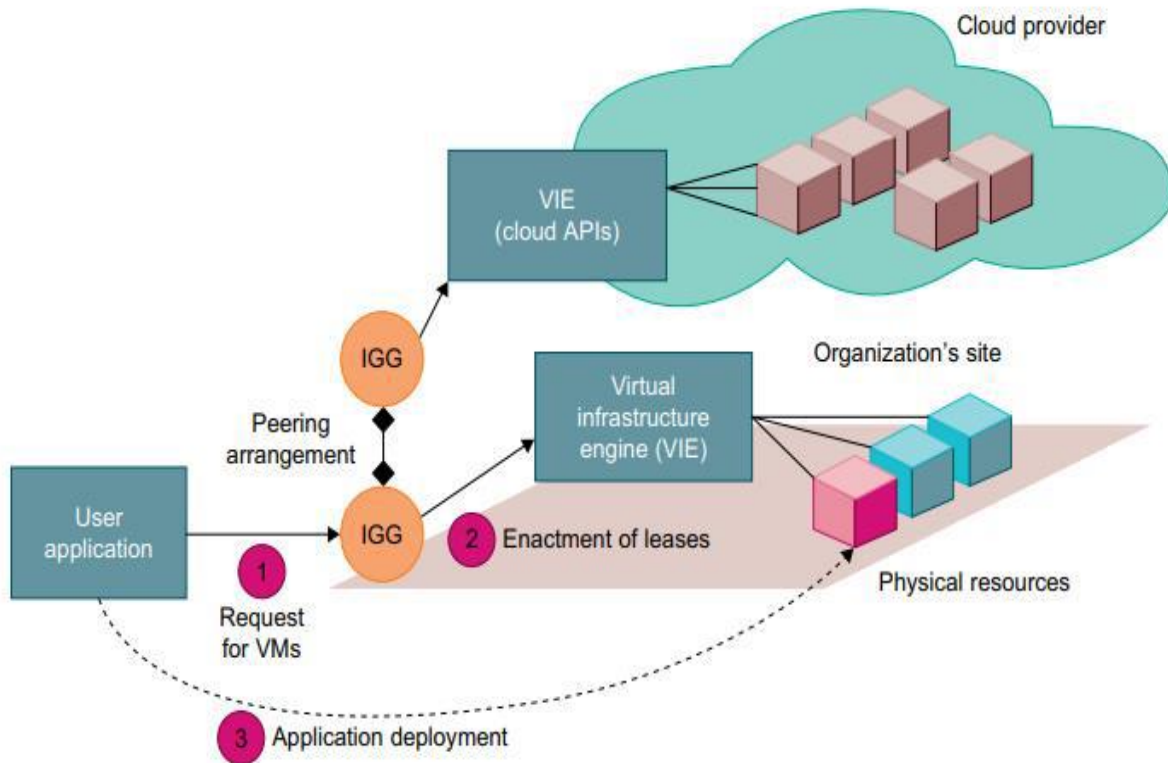 Cloud provider
VIE
(cloud APIs)
IGG
Organization's site
Virtual
infrastructure
engine (VIE)
Peering
arrangement
User
application
IGG
2 Enactment of leases
1
Request
for VMs
Physical resources
3 Application deployment